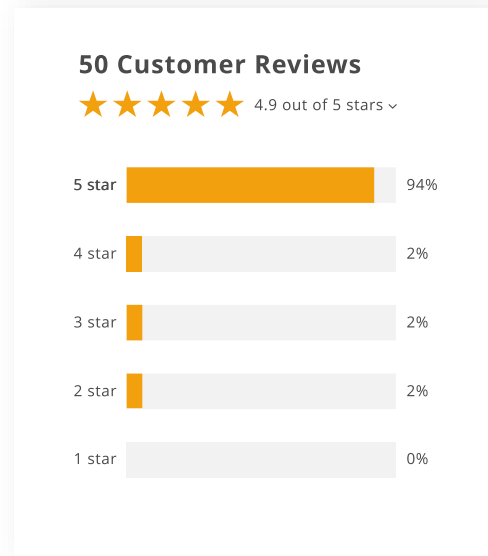 50 Customer Reviews
4.9 out of 5 stars
5 star 94%
4 star 2%
3 star 2%
2 star 2%
1 star 0%